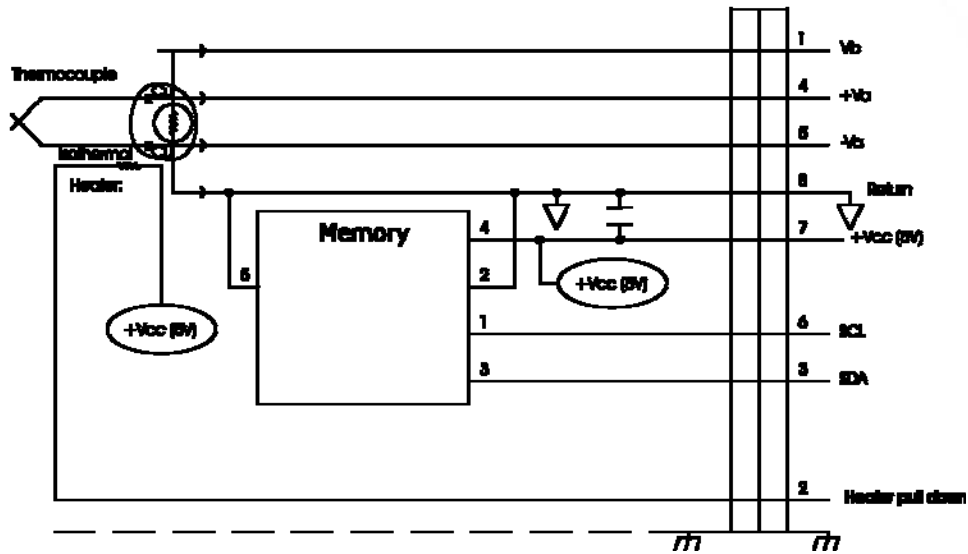 1 Vb
Thermocouple
4 +Va
5 -Va
Isothermal
Heater:
8 Return
Memory
4
7 +Vcc (5V)
5
2
+Vcc (5V)
+Vcc (5V)
1
6 SCL
3
3 SDA
2 Heater pull down